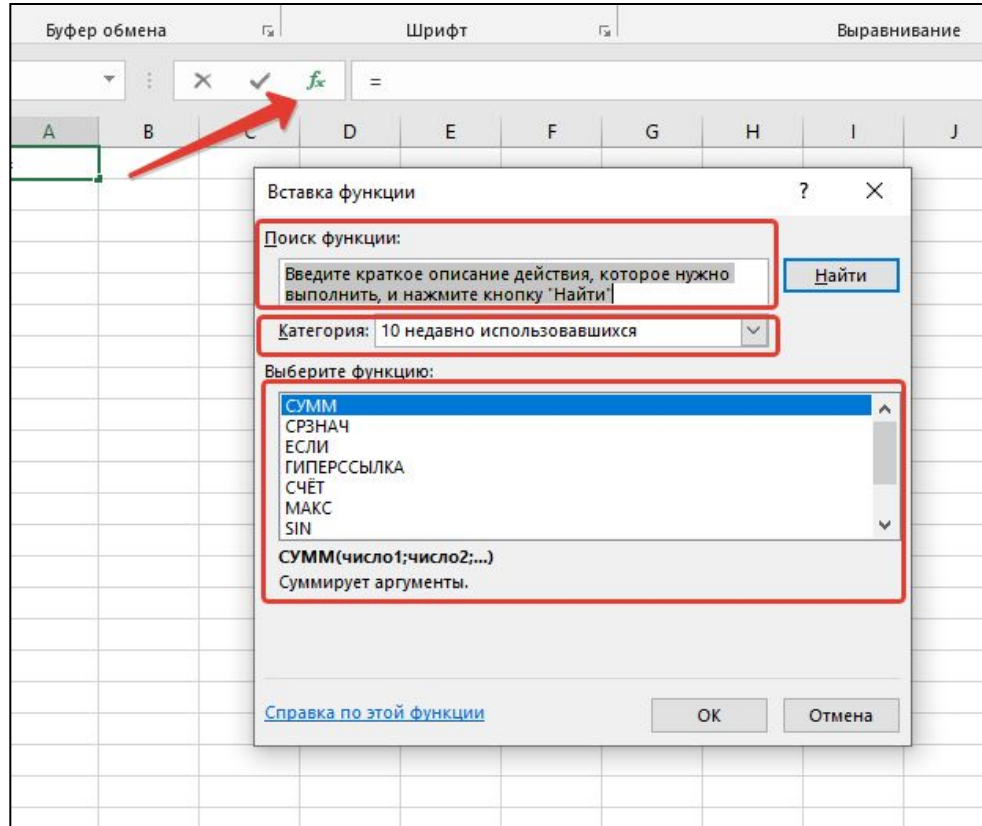 Буфер обмена Шрифт Выравнивание
fx =
A B C D E F G H I J
=
Вставка функции ? ×
Поиск функции:
Введите краткое описание действия, которое нужно
выполнить, и нажмите кнопку "Найти"
Найти
Категория: 10 недавно использовавшихся
Выберите функцию:
СУММ
СРЗНАЧ
ЕСЛИ
ГИПЕРССЫЛКА
СЧЁТ
МАКС
SIN
СУММ(число1;число2;...)
Суммирует аргументы.
Справка по этой функции
ОК Отмена